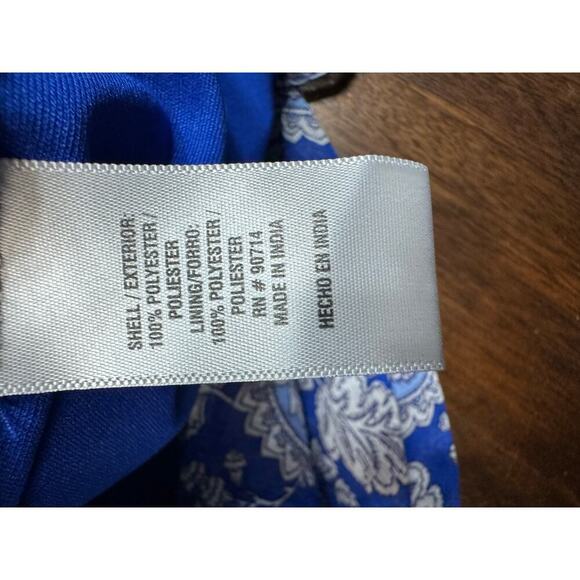 SHELL / EXTERIOR:
100% POLYESTER /
POLIESTER
LINING/FORRO:
100% POLYESTER/
POLIESTER
RN # 90714
MADE IN INDIA
HECHO EN INDIA